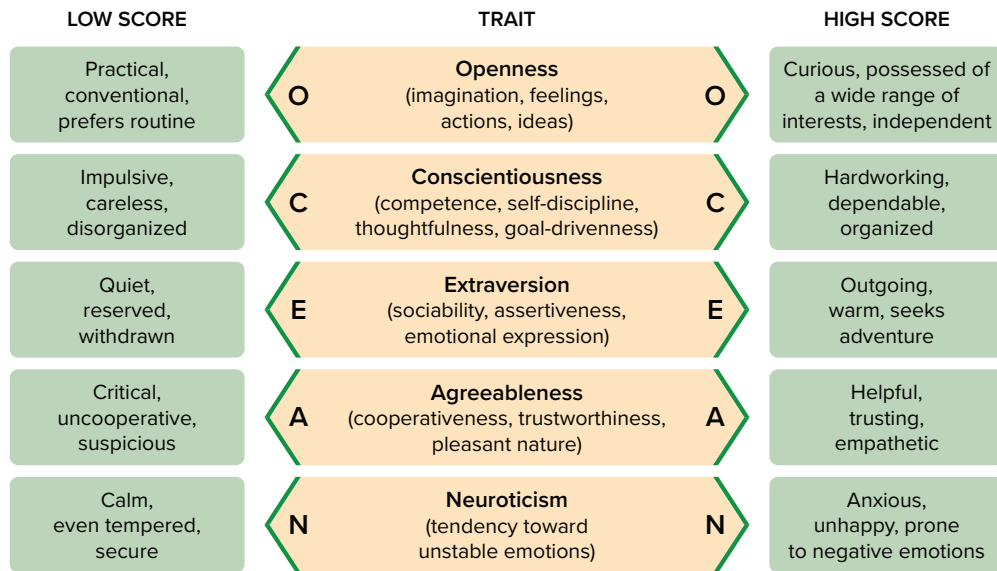 LOW SCORE
TRAIT
HIGH SCORE
Practical,
conventional,
prefers routine
O
Openness
(imagination, feelings,
actions, ideas)
O
Curious, possessed of
a wide range of
interests, independent
Impulsive,
careless,
disorganized
C
Conscientiousness
(competence, self-discipline,
thoughtfulness, goal-drivenness)
C
Hardworking,
dependable,
organized
Quiet,
reserved,
withdrawn
E
Extraversion
(sociability, assertiveness,
emotional expression)
E
Outgoing,
warm, seeks
adventure
Critical,
uncooperative,
suspicious
A
Agreeableness
(cooperativeness, trustworthiness,
pleasant nature)
A
Helpful,
trusting,
empathetic
Calm,
even tempered,
secure
N
Neuroticism
(tendency toward
unstable emotions)
N
Anxious,
unhappy, prone
to negative emotions